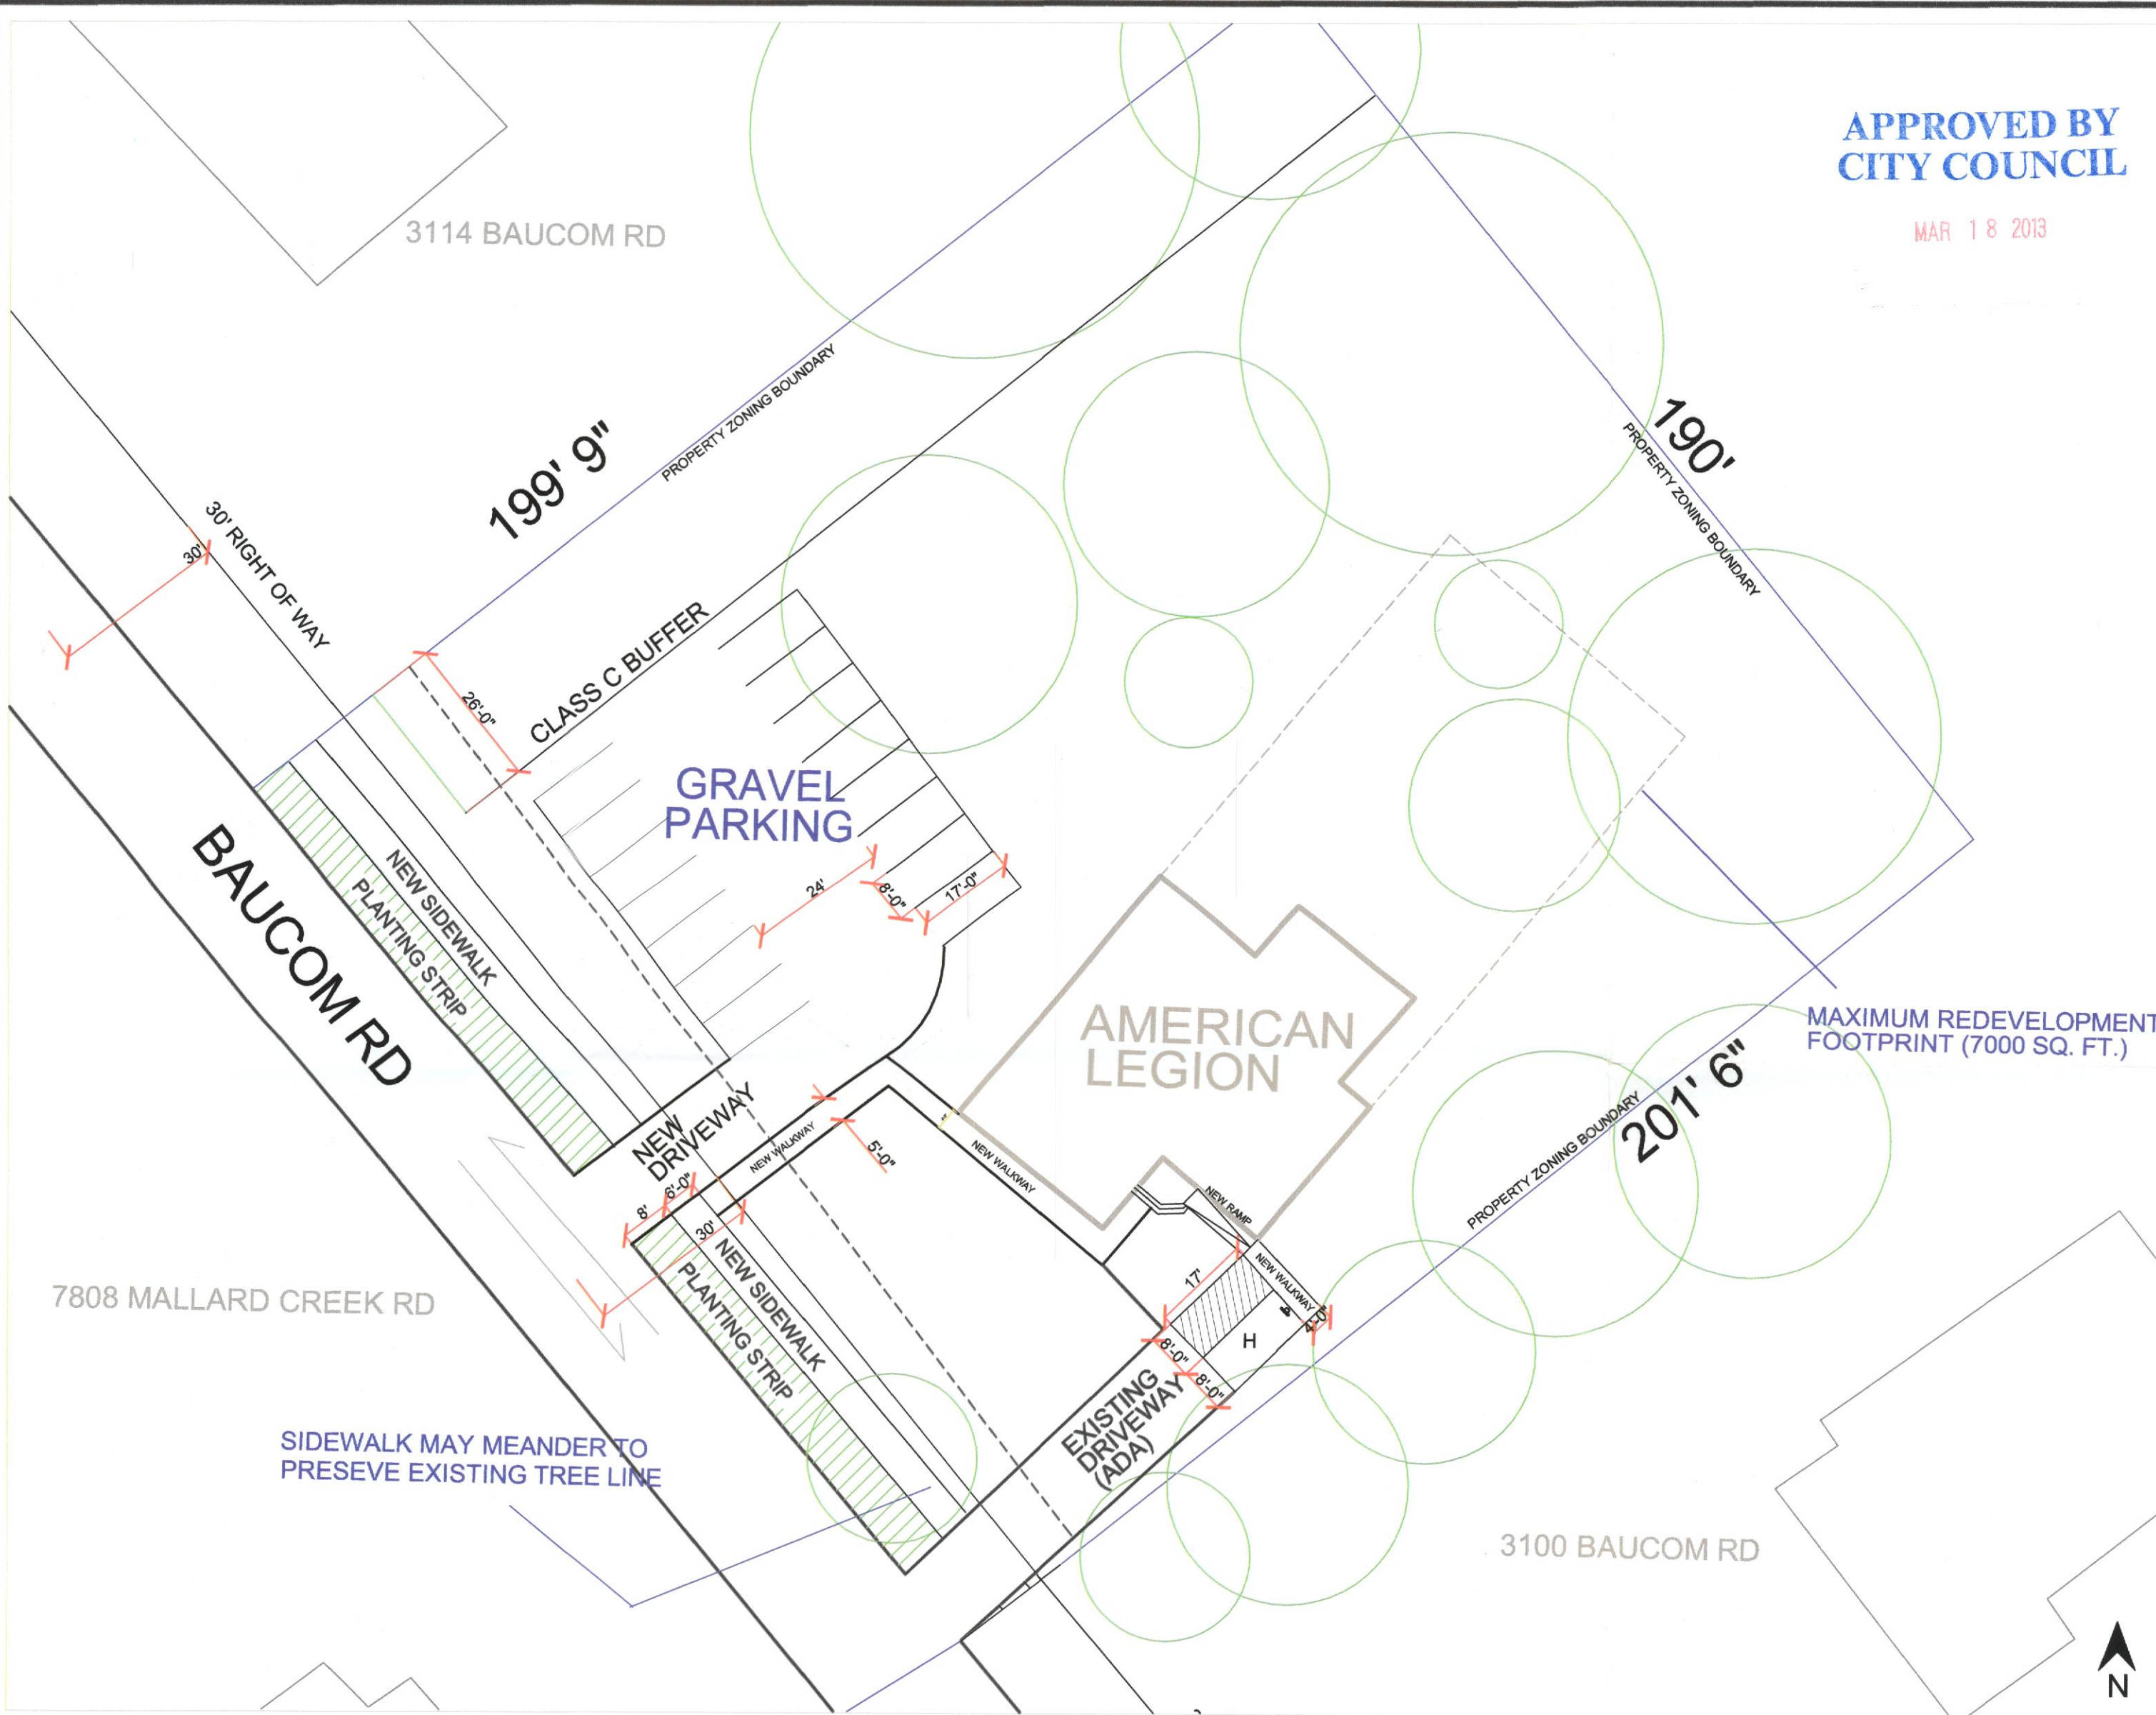 APPROVED BY
CITY COUNCIL
MAR 18 2013
3114 BAUCOM RD
199' 9"
PROPERTY ZONING BOUNDARY
190'
PROPERTY ZONING BOUNDARY
30'
30' RIGHT OF WAY
26'-0"
CLASS C BUFFER
GRAVEL
PARKING
24'
8'-0"
17'-0"
BAUCOM RD
NEW SIDEWALK
PLANTING STRIP
AMERICAN
LEGION
MAXIMUM REDEVELOPMENT
FOOTPRINT (7000 SQ. FT.)
201' 6"
PROPERTY ZONING BOUNDARY
NEW
DRIVEWAY
NEW WALKWAY
5'-0"
NEW WALKWAY
NEW RAMP
NEW WALKWAY
8'
6'-0"
30'
NEW SIDEWALK
PLANTING STRIP
17'
4'-0"
H
8'-0"
8'-0"
EXISTING
DRIVEWAY
(ADA)
7808 MALLARD CREEK RD
SIDEWALK MAY MEANDER TO
PRESEVE EXISTING TREE LINE
3100 BAUCOM RD
N